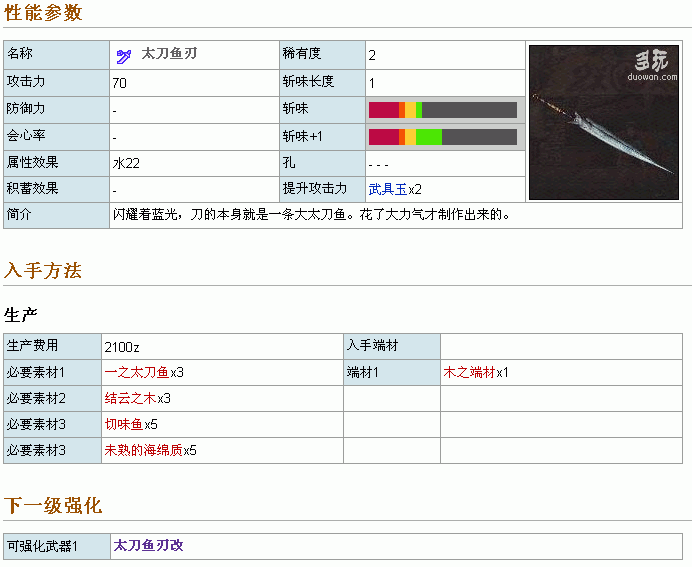 性能参数
名称 太刀鱼刃 稀有度 2
攻击力 70 斩味长度 1
防御力 - 斩味
会心率 - 斩味+1
属性效果 水22 孔 - - -
积蓄效果 - 提升攻击力 武具玉x2
简介 闪耀着蓝光，刀的本身就是一条大太刀鱼。花了大力气才制作出来的。
多玩
duowan.com
入手方法
生产
生产费用 2100z 入手端材
必要素材1 一之太刀鱼x3 端材1 木之端材x1
必要素材2 结云之木x3
必要素材3 切味鱼x5
必要素材3 未熟的海绵质x5
下一级强化
可强化武器1 太刀鱼刃改